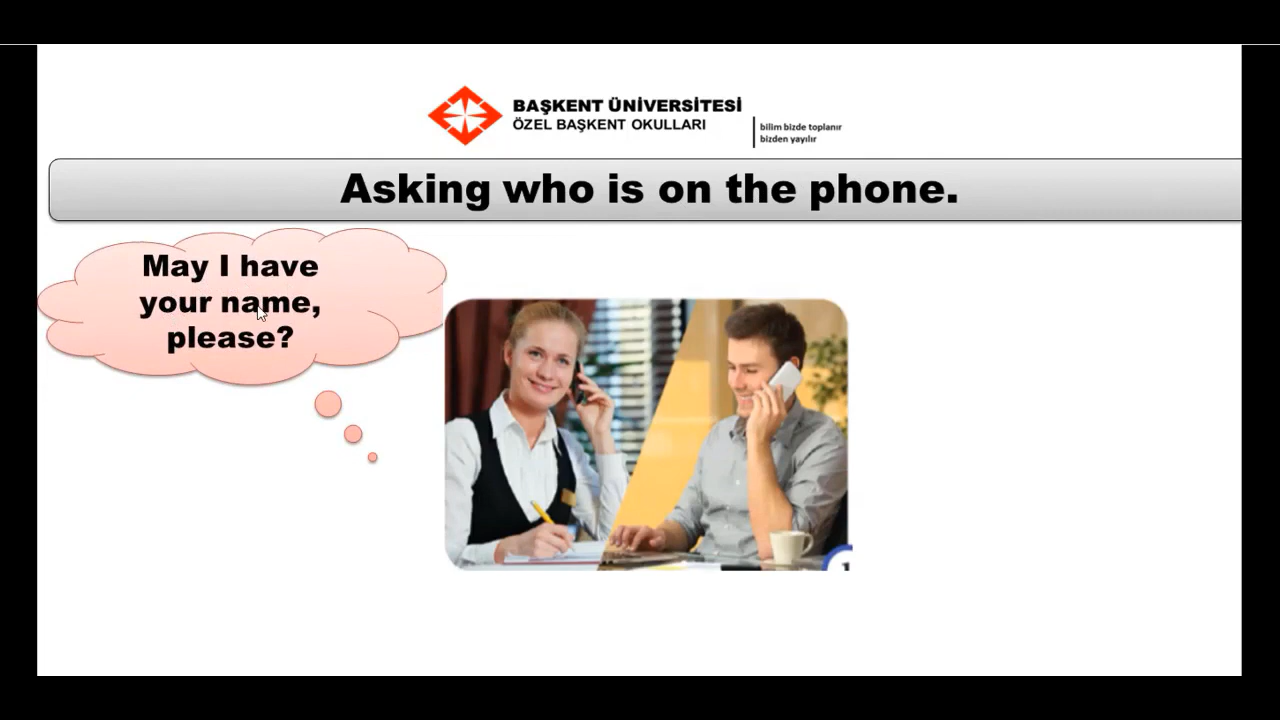 BAŞKENT ÜNİVERSİTESİ
ÖZEL BAŞKENT OKULLARI
bilim bizde toplanır
bizden yayılır
Asking who is on the phone.
May I have
your name,
please?
1